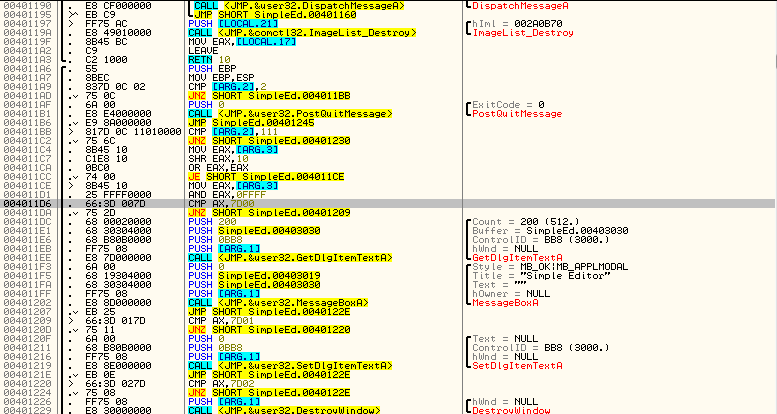 00401190 . E8 CF000000 CALL <JMP.&user32.DispatchMessageA> DispatchMessageA
00401195 .^ EB C9 JMP SHORT SimpleEd.00401160
00401197 > FF75 AC PUSH [LOCAL.21] hIml = 002A0B70
0040119A . E8 49010000 CALL <JMP.&comctl32.ImageList_Destroy> ImageList_Destroy
0040119F . 8B45 BC MOV EAX,[LOCAL.17]
004011A2 . C9 LEAVE
004011A3 . C2 1000 RETN 10
004011A6 . 55 PUSH EBP
004011A7 . 8BEC MOV EBP,ESP
004011A9 . 837D 0C 02 CMP [ARG.2],2
004011AD .v 75 0C JNZ SHORT SimpleEd.004011BB
004011AF . 6A 00 PUSH 0 ExitCode = 0
004011B1 . E8 E4000000 CALL <JMP.&user32.PostQuitMessage> PostQuitMessage
004011B6 .v E9 8A000000 JMP SimpleEd.00401245
004011BB > 817D 0C 11010000 CMP [ARG.2],111
004011C2 .v 75 6C JNZ SHORT SimpleEd.00401230
004011C4 . 8B45 10 MOV EAX,[ARG.3]
004011C7 . C1E8 10 SHR EAX,10
004011CA . 0BC0 OR EAX,EAX
004011CC .v 74 00 JE SHORT SimpleEd.004011CE
004011CE > 8B45 10 MOV EAX,[ARG.3]
004011D1 . 25 FFFF0000 AND EAX,0FFFF
004011D6 . 66:3D 007D CMP AX,7D00
004011DA .v 75 2D JNZ SHORT SimpleEd.00401209
004011DC . 68 00020000 PUSH 200 Count = 200 (512.)
004011E1 . 68 30304000 PUSH SimpleEd.00403030 Buffer = SimpleEd.00403030
004011E6 . 68 B80B0000 PUSH 0BB8 ControlID = BB8 (3000.)
004011EB . FF75 08 PUSH [ARG.1] hWnd = NULL
004011EE . E8 7D000000 CALL <JMP.&user32.GetDlgItemTextA> GetDlgItemTextA
004011F3 . 6A 00 PUSH 0 Style = MB_OK|MB_APPLMODAL
004011F5 . 68 19304000 PUSH SimpleEd.00403019 Title = "Simple Editor"
004011FA . 68 30304000 PUSH SimpleEd.00403030 Text = ""
004011FF . FF75 08 PUSH [ARG.1] hOwner = NULL
00401202 . E8 8D000000 CALL <JMP.&user32.MessageBoxA> MessageBoxA
00401207 .v EB 25 JMP SHORT SimpleEd.0040122E
00401209 > 66:3D 017D CMP AX,7D01
0040120D .v 75 11 JNZ SHORT SimpleEd.00401220
0040120F . 6A 00 PUSH 0 Text = NULL
00401211 . 68 B80B0000 PUSH 0BB8 ControlID = BB8 (3000.)
00401216 . FF75 08 PUSH [ARG.1] hWnd = NULL
00401219 . E8 8E000000 CALL <JMP.&user32.SetDlgItemTextA> SetDlgItemTextA
0040121E .v EB 0E JMP SHORT SimpleEd.0040122E
00401220 > 66:3D 027D CMP AX,7D02
00401224 .v 75 08 JNZ SHORT SimpleEd.0040122E
00401226 . FF75 08 PUSH [ARG.1] hWnd = NULL
00401229 . E8 30000000 CALL <JMP.&user32.DestroyWindow> DestroyWindow